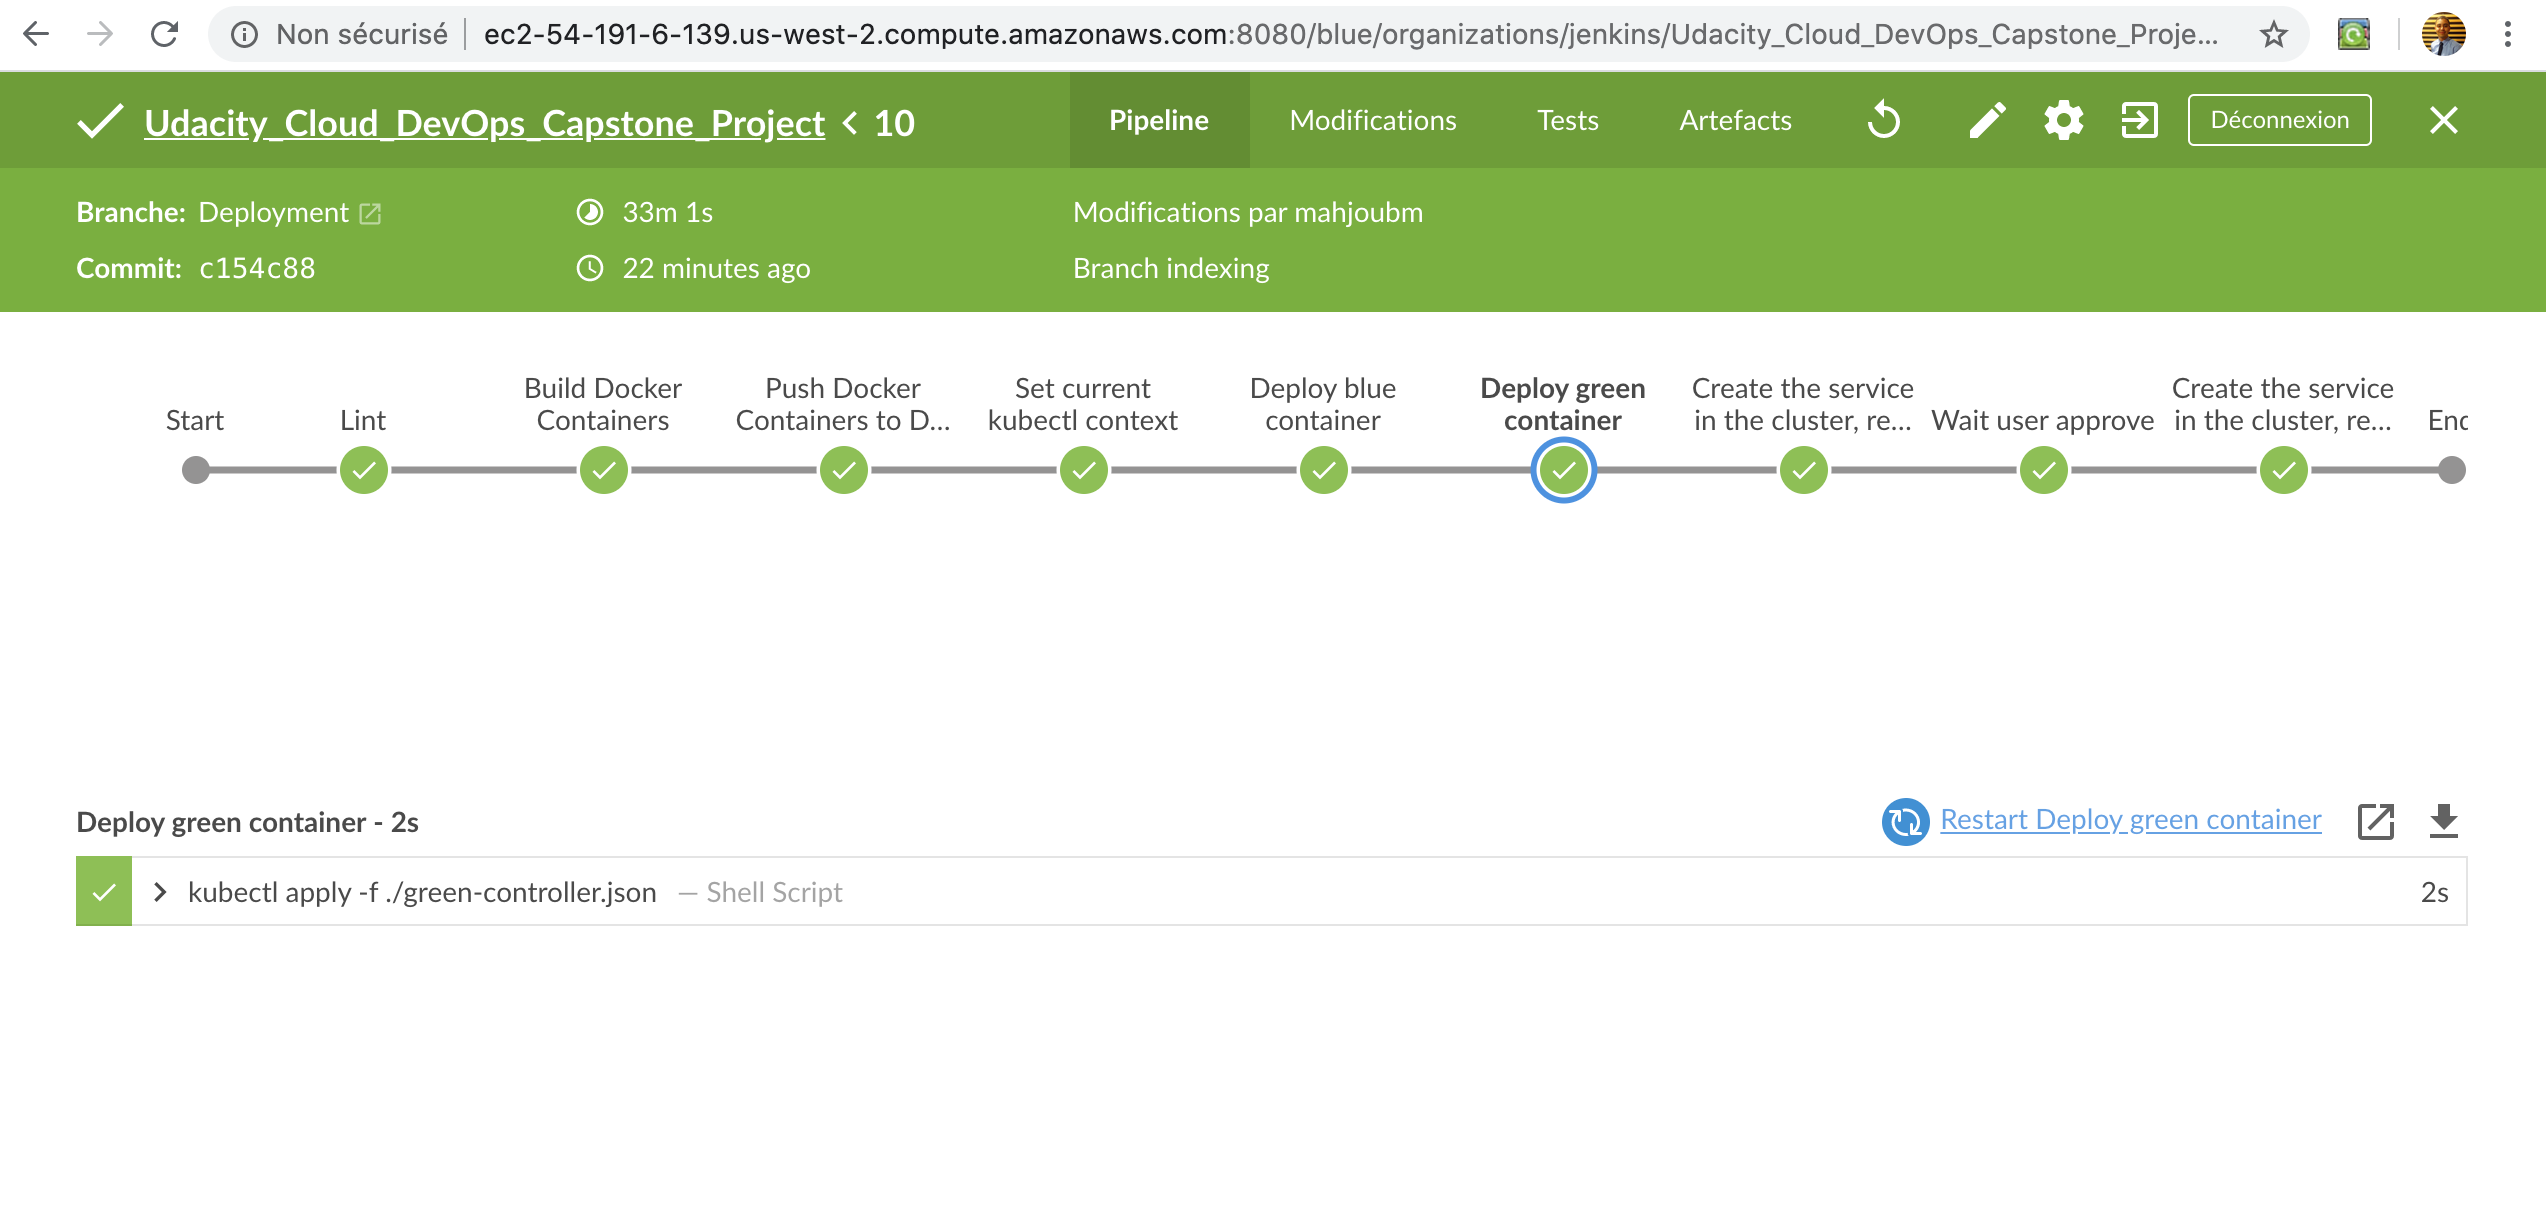 Non sécurisé ec2-54-191-6-139.us-west-2.compute.amazonaws.com:8080/blue/organizations/jenkins/Udacity_Cloud_DevOps_Capstone_Proje...
Udacity_Cloud_DevOps_Capstone_Project < 10 Pipeline Modifications Tests Artefacts Déconnexion
Branche: Deployment 33m 1s Modifications par mahjoubm
Commit: c154c88 22 minutes ago Branch indexing
Start
Lint
Build Docker
Containers
Push Docker
Containers to D...
Set current
kubectl context
Deploy blue
container
Deploy green
container
Create the service
in the cluster, re...
Wait user approve
Create the service
in the cluster, re...
End
Deploy green container - 2s Restart Deploy green container
kubectl apply -f ./green-controller.json — Shell Script 2s